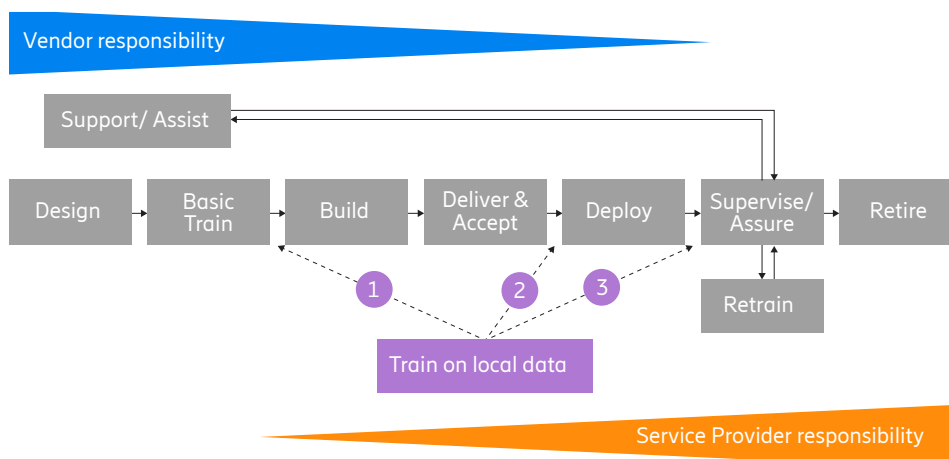 Vendor responsibility
Support/ Assist
Design
Basic
Train
Build
Deliver &
Accept
Deploy
Supervise/
Assure
Retire
1
2
3
Retrain
Train on local data
Service Provider responsibility